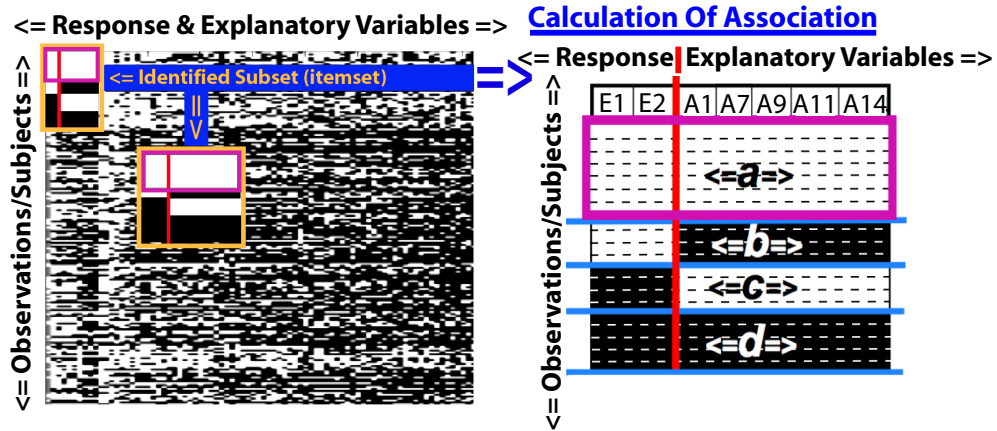 <= Response & Explanatory Variables =>
<= Observations/Subjects =>
<= Identified Subset (itemset)
=>
=>
Calculation Of Association
<= Response | Explanatory Variables =>
<= Observations/Subjects =>
E1 E2 A1 A7 A9 A11 A14
<=a=>
<=b=>
<=c=>
<=d=>